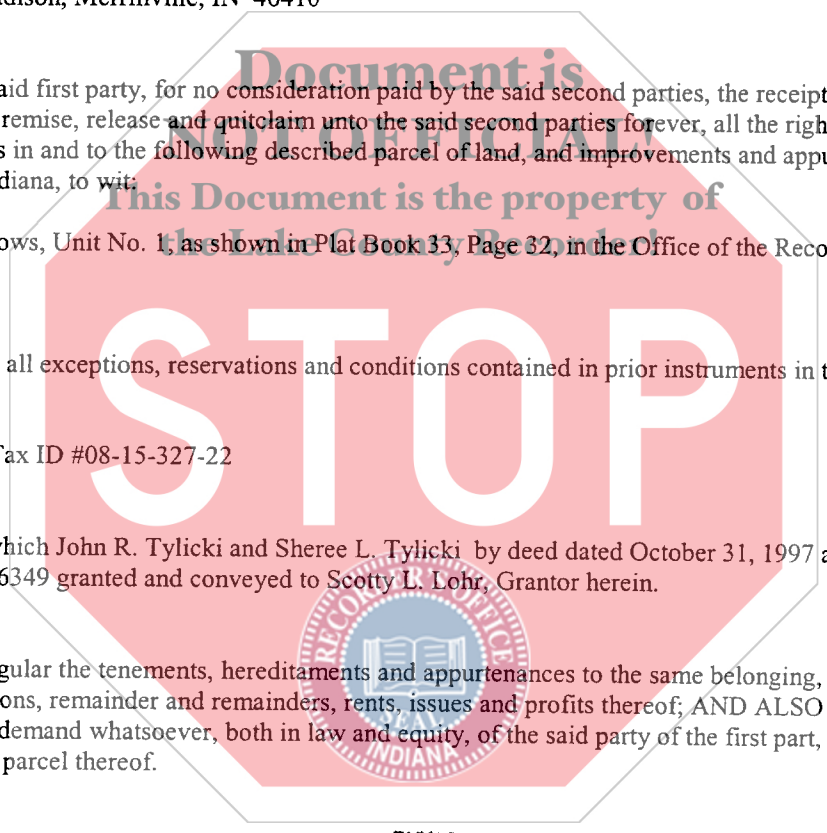 Merrillville, IN 46410
Document is
aid first party, for no consideration paid by the said second parties, the receipt
remise, release and quitclaim unto the said second parties forever, all the righ
NOT OFFICIAL!
s in and to the following described parcel of land, and improvements and appu
diana, to wit:
This Document is the property of
the Lake County Recorder!
ows, Unit No. 1, as shown in Plat Book 33, Page 32, in the Office of the Reco
STOP
all exceptions, reservations and conditions contained in prior instruments in t
Tax ID #08-15-327-22
which John R. Tylicki and Sheree L. Tylicki by deed dated October 31, 1997 a
6349 granted and conveyed to Scotty L. Lohr, Grantor herein.
RECORDER'S OFFICE
SEAL
INDIANA
gular the tenements, hereditaments and appurtenances to the same belonging,
ons, remainder and remainders, rents, issues and profits thereof; AND ALSO
demand whatsoever, both in law and equity, of the said party of the first part,
parcel thereof.